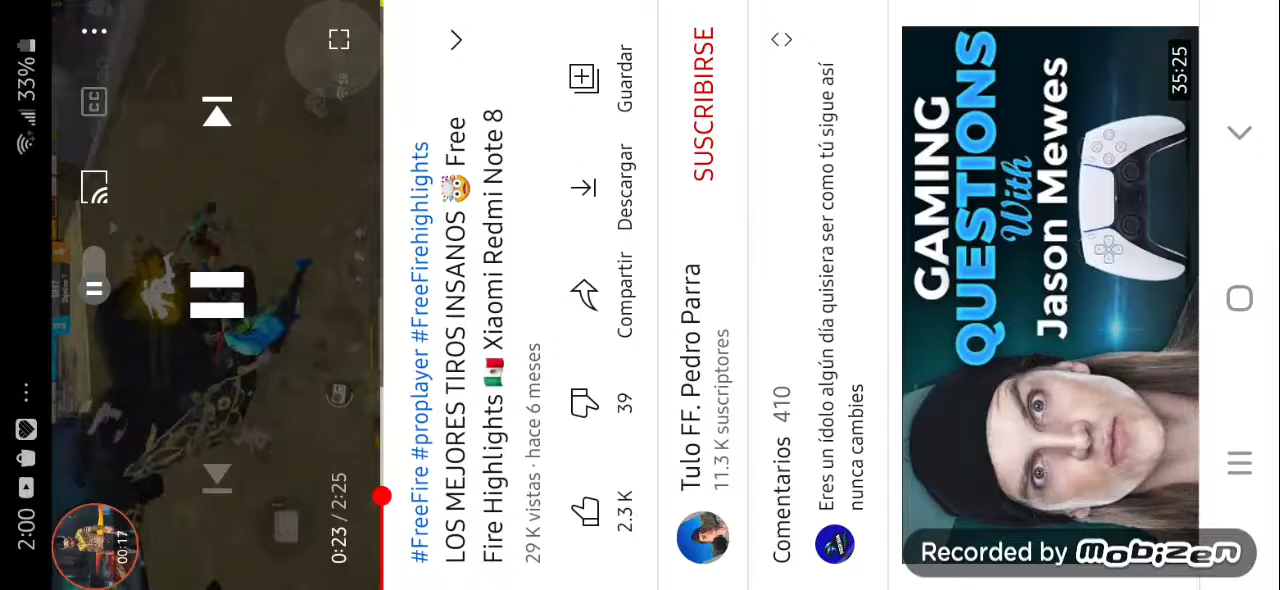 2:00
33%
CC
00:17
0:23 / 2:25
#FreeFire #proplayer #FreeFirehighlights
LOS MEJORES TIROS INSANOS 🤯 Free
Fire Highlights 🇲🇽 Xiaomi Redmi Note 8
29 K vistas · hace 6 meses
2.3 K
39
Compartir
Descargar
Guardar
Tulo FF. Pedro Parra
11.3 K suscriptores
SUSCRIBIRSE
Comentarios 410
Eres un ídolo algún día quisiera ser como tú sigue así
nunca cambies
GAMING
QUESTIONS
With
Jason Mewes
35:25
Recorded by mobizen